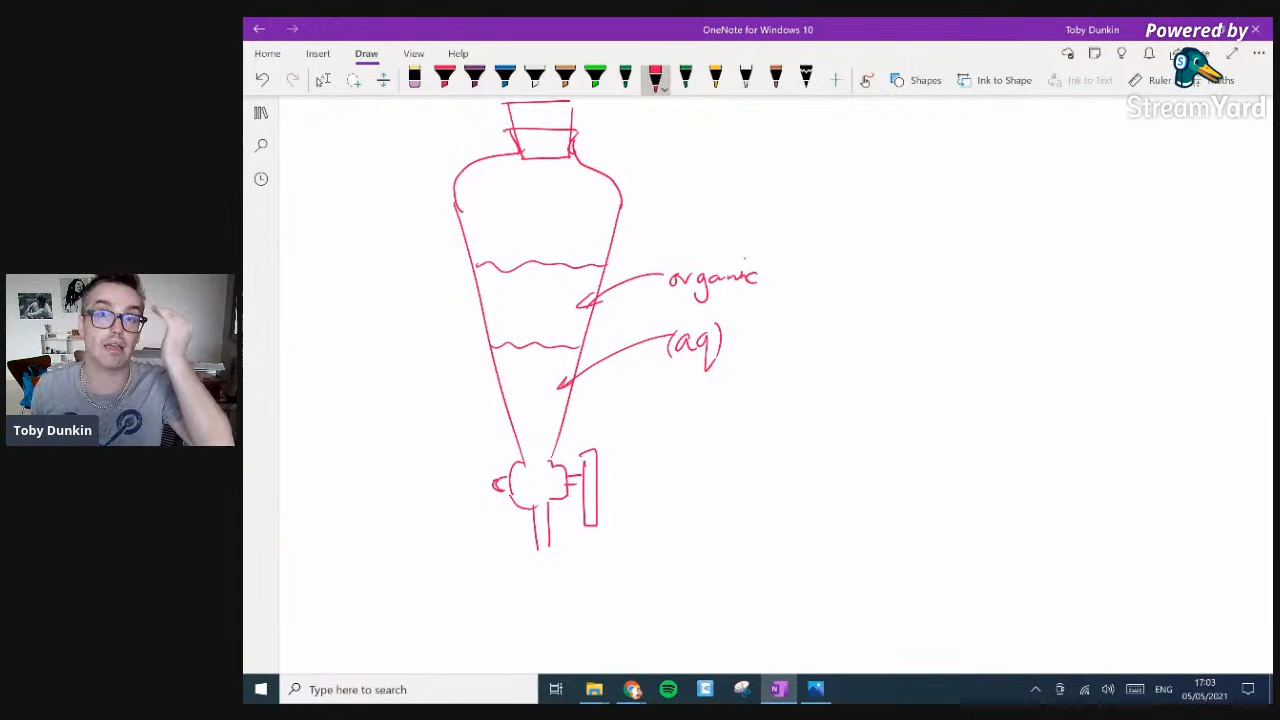 OneNote for Windows 10
Toby Dunkin
Powered by
StreamYard
Home
Insert
Draw
View
Help
Shapes
Ink to Shape
Ink to Text
Ruler
organic
(aq)
Toby Dunkin
Type here to search
ENG
17:03
05/05/2021